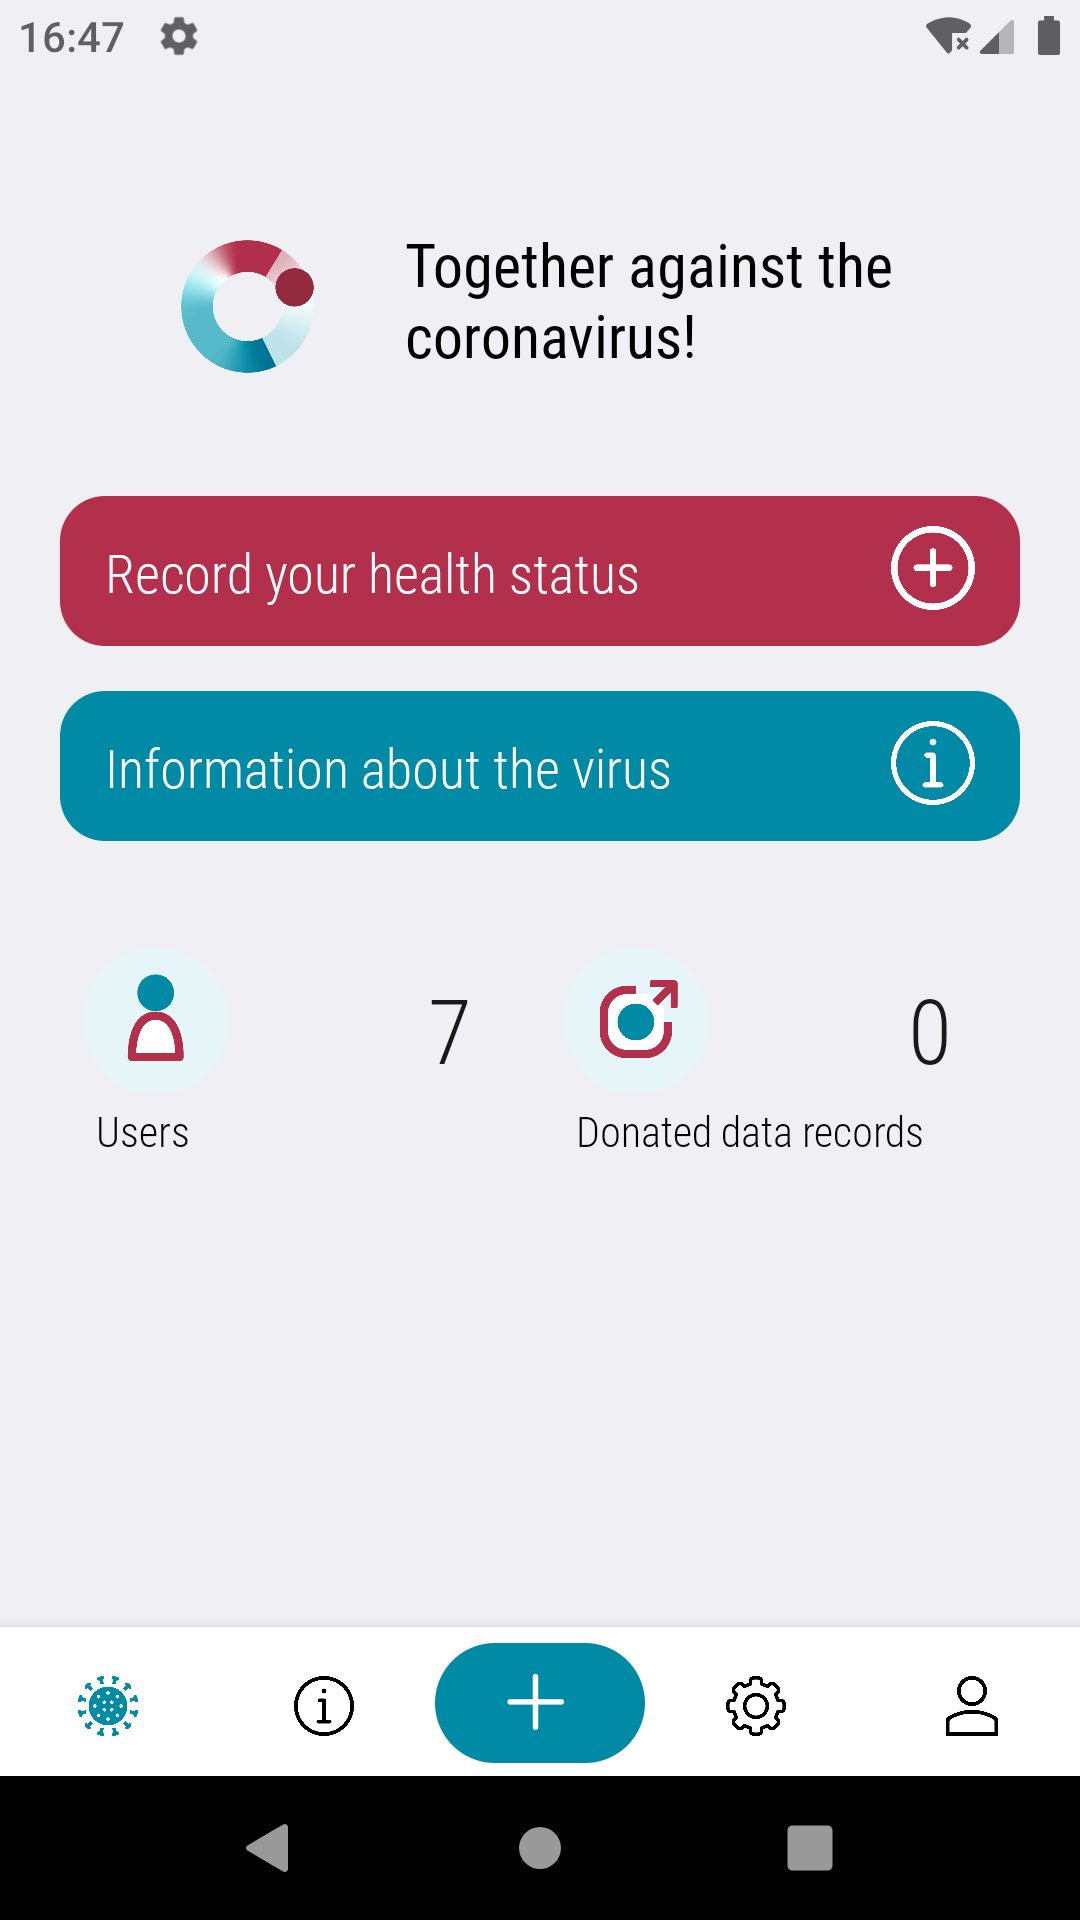 16:47
Together against the
coronavirus!
Record your health status
Information about the virus
7
0
Users
Donated data records